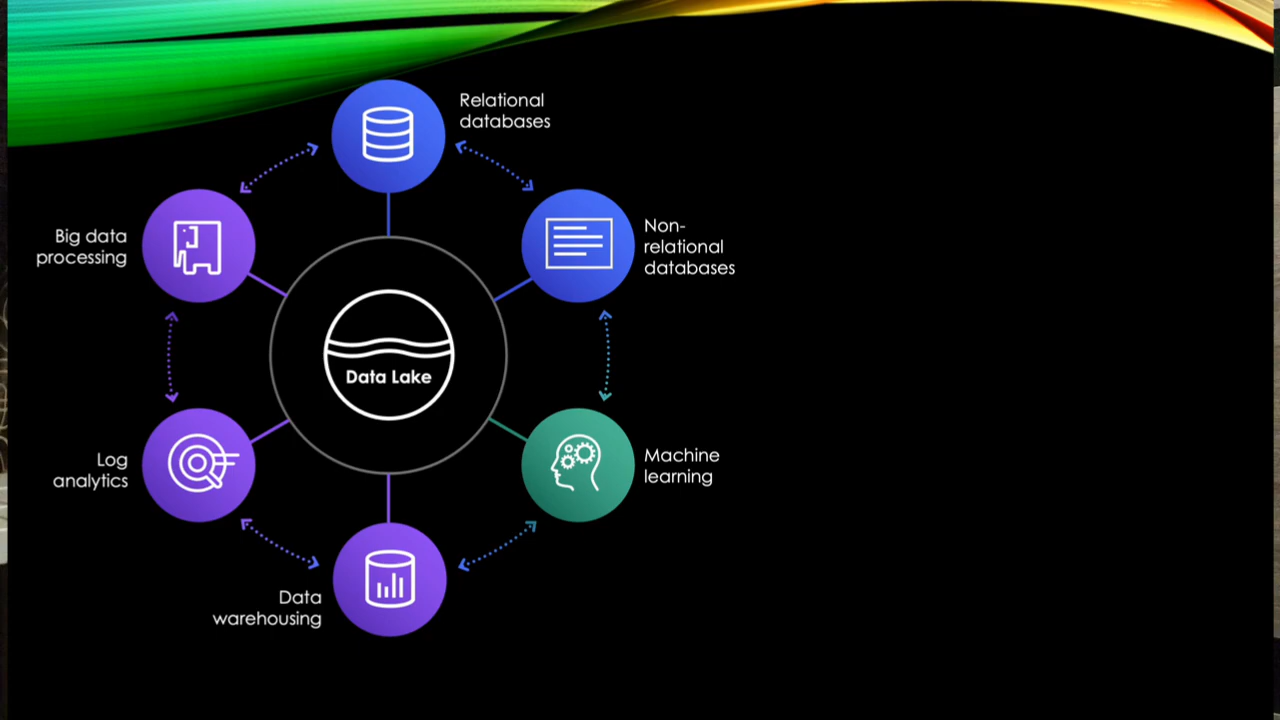 Relational
databases
Non-
relational
databases
Big data
processing
Data Lake
Machine
learning
Log
analytics
Data
warehousing